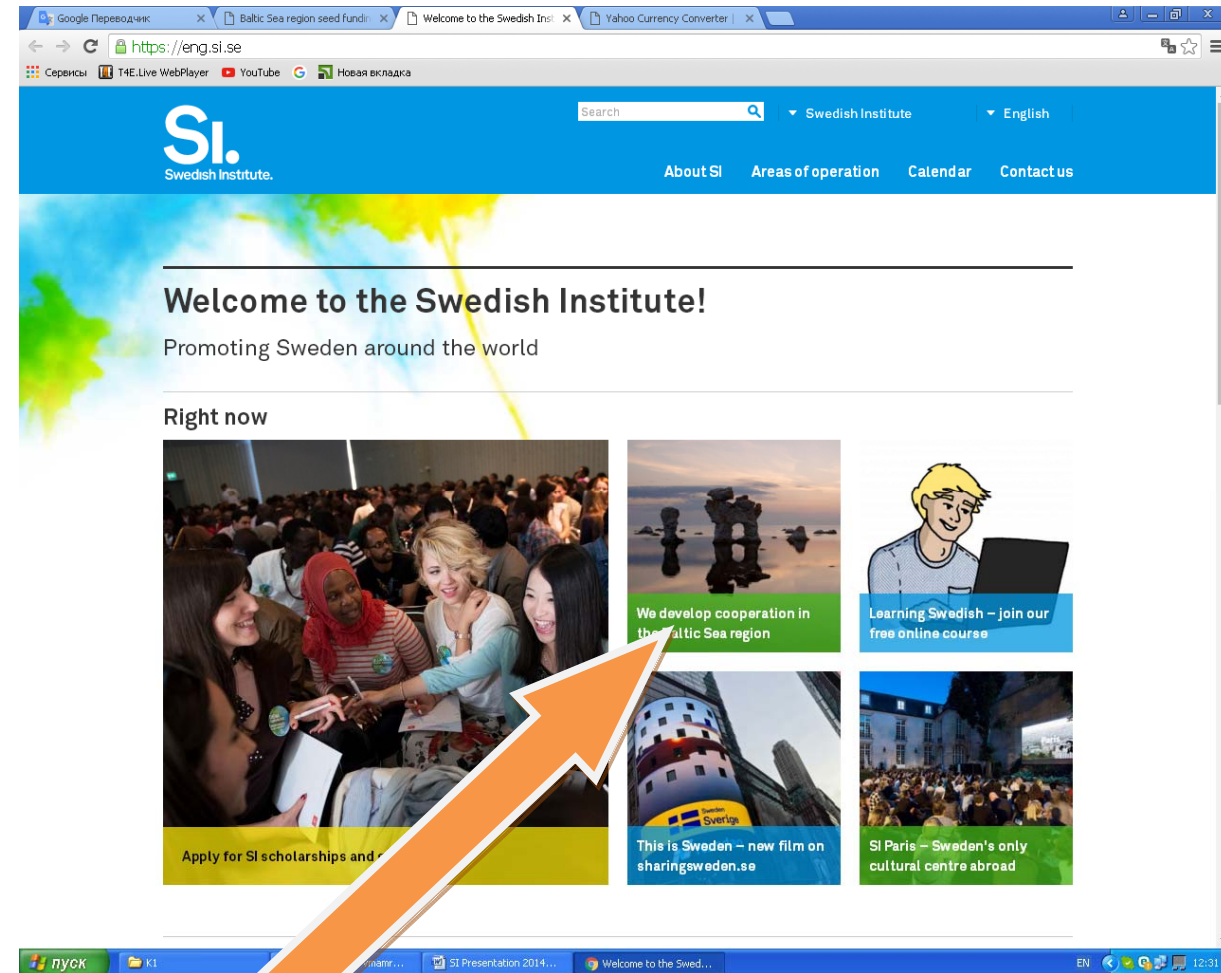 Google Переводчик
Baltic Sea region seed fundin
Welcome to the Swedish Inst
Yahoo Currency Converter |
https://eng.si.se
Сервисы
T4E.Live WebPlayer
YouTube
Новая вкладка
Search
Swedish Institute
English
SI.
Swedish Institute.
About SI
Areas of operation
Calendar
Contact us
Welcome to the Swedish Institute!
Promoting Sweden around the world
Right now
We develop cooperation in
the Baltic Sea region
Learning Swedish – join our
free online course
Apply for SI scholarships and
Sweden
Sverige
This is Sweden – new film on
sharingsweden.se
Paris
SI Paris – Sweden's only
cultural centre abroad
пуск
K1
SI Presentation 2014...
Welcome to the Swed...
EN
12:31